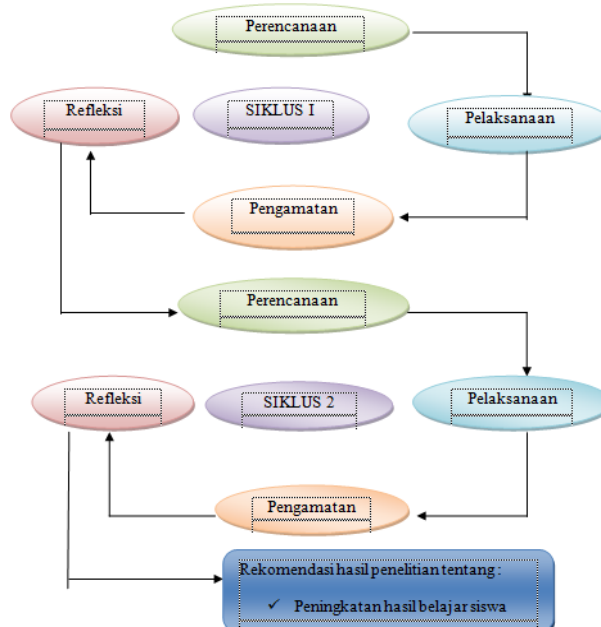 Perencanaan
Refleksi
SIKLUS I
Pelaksanaan
Pengamatan
Perencanaan
Refleksi
SIKLUS 2
Pelaksanaan
Pengamatan
Rekomendasi hasil penelitian tentang :
✓ Peningkatan hasil belajar siswa